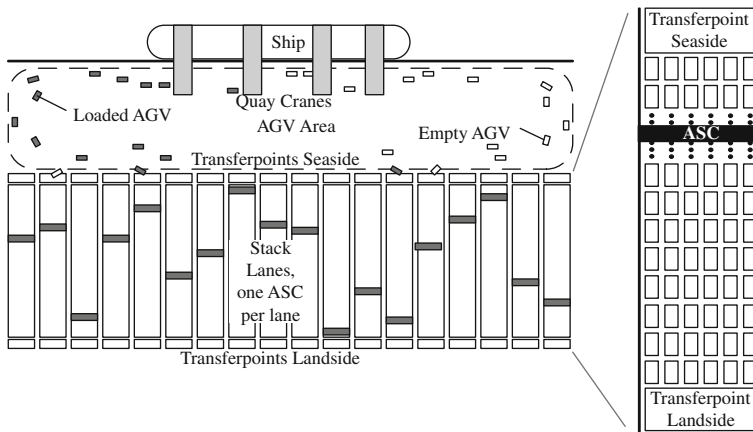 Ship
Quay Cranes
Loaded AGV
AGV Area
Empty AGV
Transferpoints Seaside
Stack
Lanes,
one ASC
per lane
Transferpoints Landside
Transferpoint
Seaside
ASC
Transferpoint
Landside